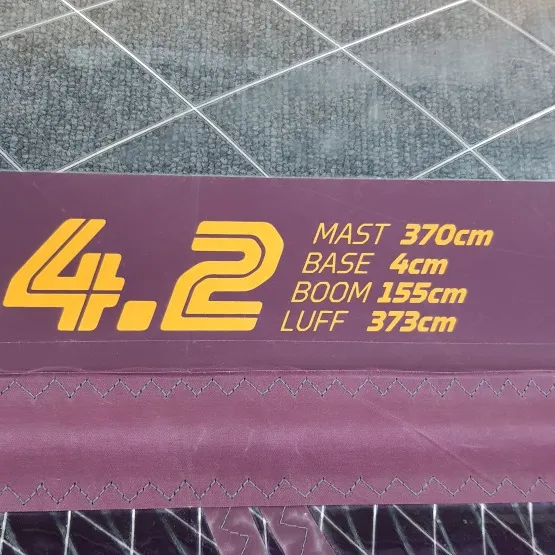 4.2
MAST 370cm
BASE 4cm
BOOM 155cm
LUFF 373cm